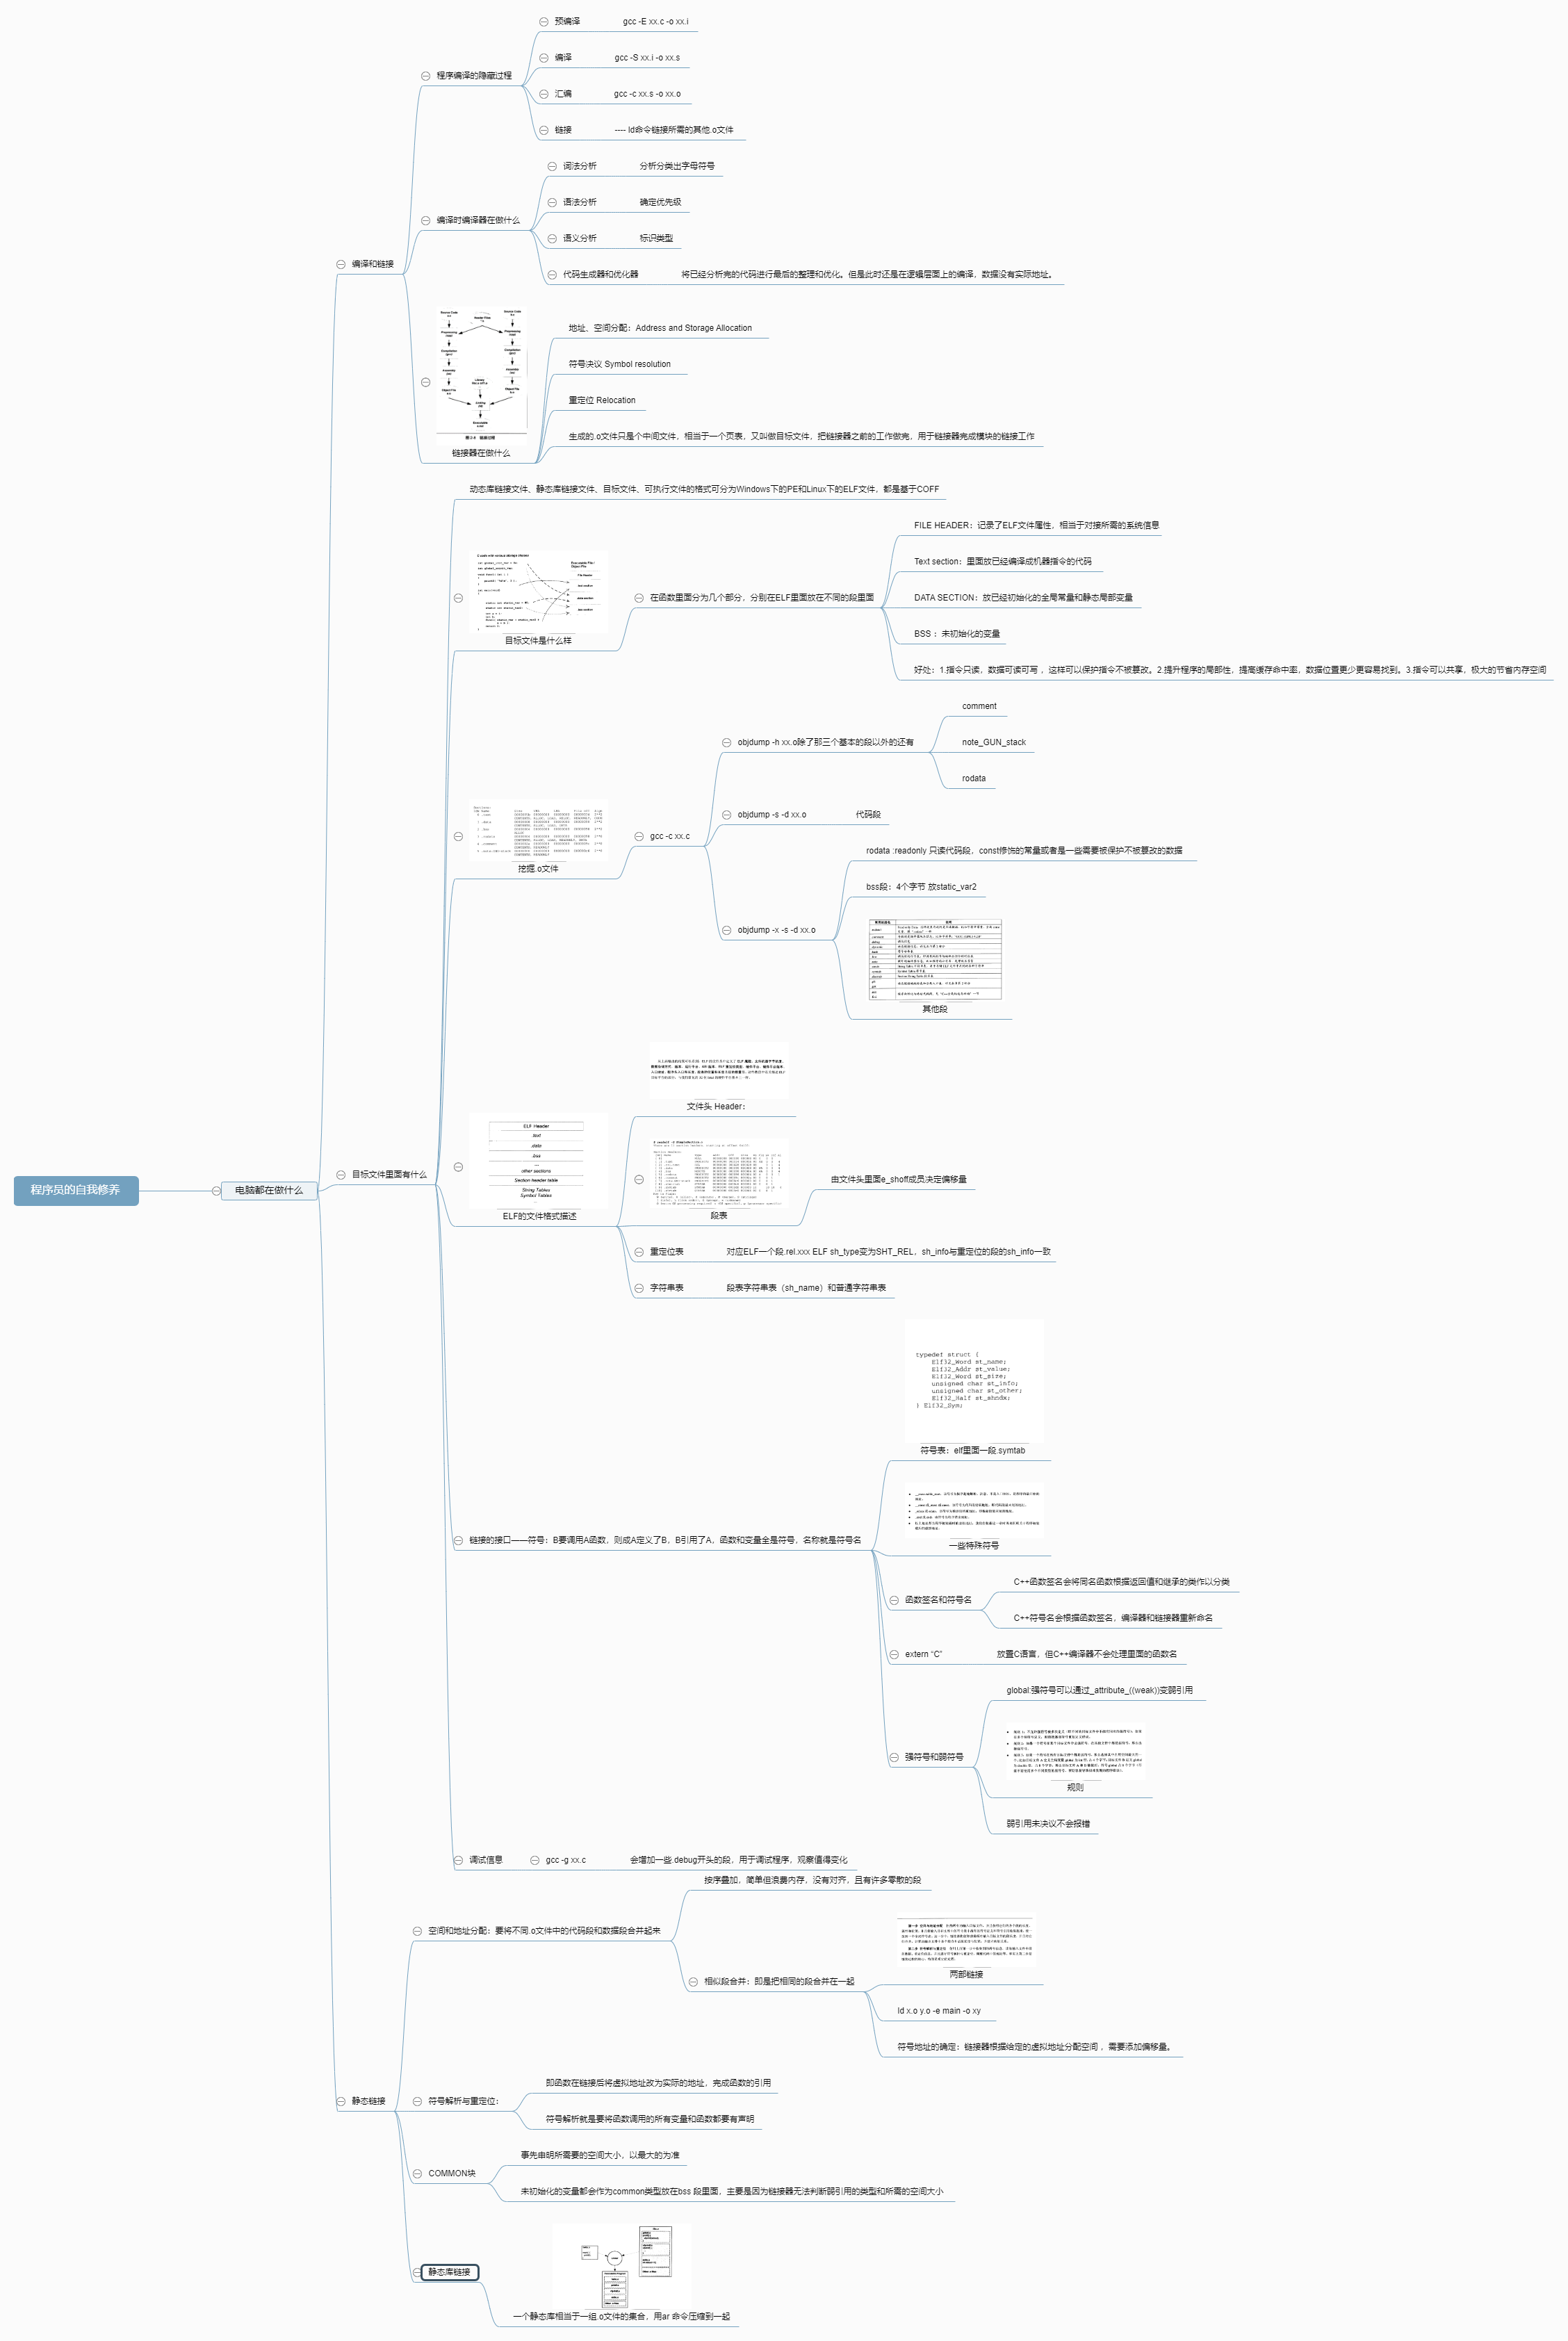 程序员的自我修养
电脑都在做什么
编译和链接
程序编译的隐藏过程
预编译
gcc -E xx.c -o xx.i
编译
gcc -S xx.i -o xx.s
汇编
gcc -c xx.s -o xx.o
链接
---- ld命令链接所需的其他.o文件
编译时编译器在做什么
词法分析
分析分类出字母符号
语法分析
确定优先级
语义分析
标识类型
代码生成器和优化器
将已经分析完的代码进行最后的整理和优化。但是此时还是在逻辑层面上的编译，数据没有实际地址。
链接器在做什么
地址、空间分配：Address and Storage Allocation
符号决议 Symbol resolution
重定位 Relocation
生成的.o文件只是个中间文件，相当于一个页表，又叫做目标文件，把链接器之前的工作做完，用于链接器完成模块的链接工作
目标文件里面有什么
动态库链接文件、静态库链接文件、目标文件、可执行文件的格式可分为Windows下的PE和Linux下的ELF文件，都是基于COFF
目标文件是什么样
在函数里面分为几个部分，分别在ELF里面放在不同的段里面
FILE HEADER：记录了ELF文件属性，相当于对接所需的系统信息
Text section：里面放已经编译成机器指令的代码
DATA SECTION：放已经初始化的全局常量和静态局部变量
BSS ：未初始化的变量
好处：1.指令只读，数据可读可写 ，这样可以保护指令不被篡改。2.提升程序的局部性，提高缓存命中率，数据位置更少更容易找到。3.指令可以共享，极大的节省内存空间
挖掘.o文件
gcc -c xx.c
objdump -h xx.o除了那三个基本的段以外的还有
comment
note_GUN_stack
rodata
objdump -s -d xx.o
代码段
objdump -x -s -d xx.o
rodata :readonly 只读代码段，const修饰的常量或者是一些需要被保护不被篡改的数据
bss段：4个字节 放static_var2
其他段
ELF Header
.text
.data
.bss
...
other sections
Section header table
String Tables
Symbol Tables
ELF的文件格式描述
文件头 Header：
段表
由文件头里面e_shoff成员决定偏移量
重定位表
对应ELF一个段.rel.xxx ELF sh_type变为SHT_REL，sh_info与重定位的段的sh_info一致
字符串表
段表字符串表（sh_name）和普通字符串表
链接的接口——符号：B要调用A函数，则成A定义了B，B引用了A，函数和变量全是符号，名称就是符号名
typedef struct {
Elf32_Word st_name;
Elf32_Addr st_value;
Elf32_Word st_size;
unsigned char st_info;
unsigned char st_other;
Elf32_Half st_shndx;
} Elf32_Sym;
符号表：elf里面一段.symtab
一些特殊符号
函数签名和符号名
C++函数签名会将同名函数根据返回值和继承的类作以分类
C++符号名会根据函数签名，编译器和链接器重新命名
extern “C”
放置C语言，但C++编译器不会处理里面的函数名
强符号和弱符号
global:强符号可以通过_attribute_((weak))变弱引用
规则
弱引用未决议不会报错
调试信息
gcc -g xx.c
会增加一些.debug开头的段，用于调试程序，观察值得变化
静态链接
空间和地址分配：要将不同.o文件中的代码段和数据段合并起来
按序叠加，简单但浪费内存，没有对齐，且有许多零散的段
相似段合并：即是把相同的段合并在一起
两部链接
ld x.o y.o -e main -o xy
符号地址的确定：链接器根据给定的虚拟地址分配空间 ，需要添加偏移量。
符号解析与重定位：
即函数在链接后将虚拟地址改为实际的地址，完成函数的引用
符号解析就是要将函数调用的所有变量和函数都要有声明
COMMON块
事先申明所需要的空间大小，以最大的为准
未初始化的变量都会作为common类型放在bss 段里面，主要是因为链接器无法判断弱引用的类型和所需的空间大小
静态库链接
一个静态库相当于一组.o文件的集合，用ar 命令压缩到一起